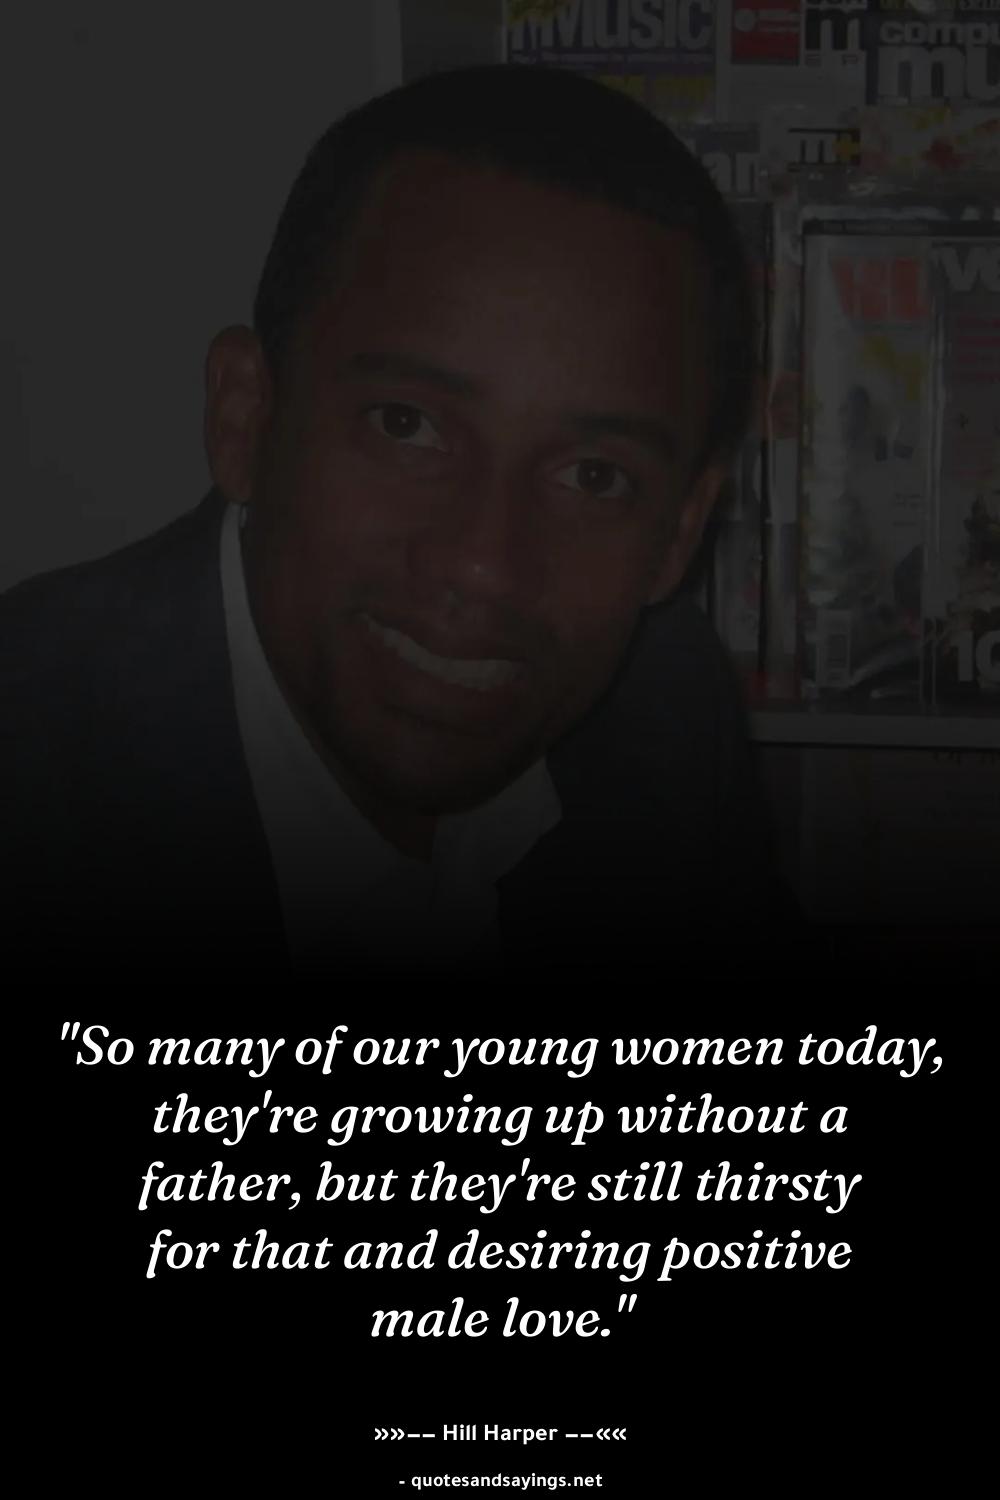 Music
m+
"So many of our young women today,
they're growing up without a
father, but they're still thirsty
for that and desiring positive
male love."
»»–– Hill Harper ––««
- quotesandsayings.net